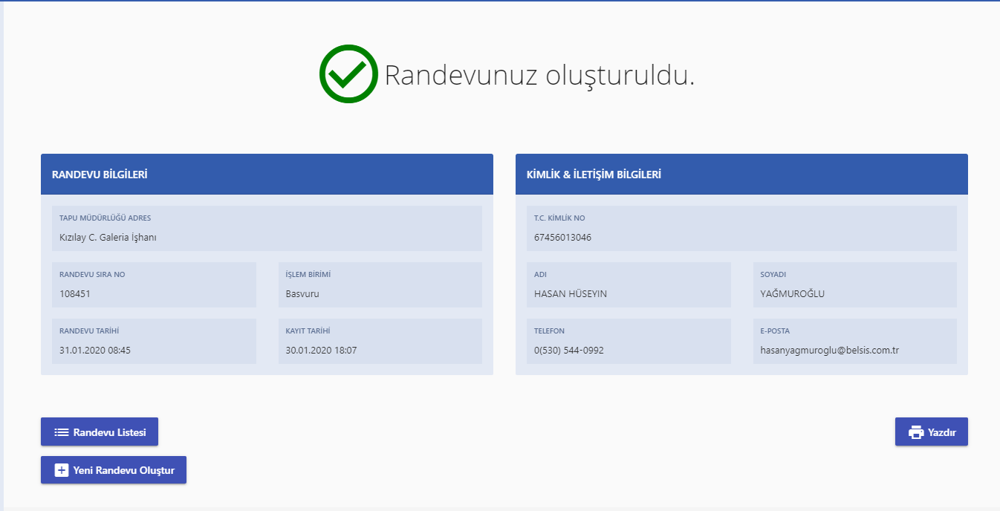 Randevunuz oluşturuldu.
RANDEVU BİLGİLERİ
TAPU MÜDÜRLÜĞÜ ADRES
Kızılay C. Galeria İşhanı
RANDEVU SIRA NO
108451
İŞLEM BİRİMİ
Basvuru
RANDEVU TARİHİ
31.01.2020 08:45
KAYIT TARİHİ
30.01.2020 18:07
KİMLİK & İLETİŞİM BİLGİLERİ
T.C. KİMLİK NO
67456013046
ADI
HASAN HÜSEYIN
SOYADI
YAĞMUROĞLU
TELEFON
0(530) 544-0992
E-POSTA
hasanyagmuroglu@belsis.com.tr
Randevu Listesi
Yazdır
Yeni Randevu Oluştur